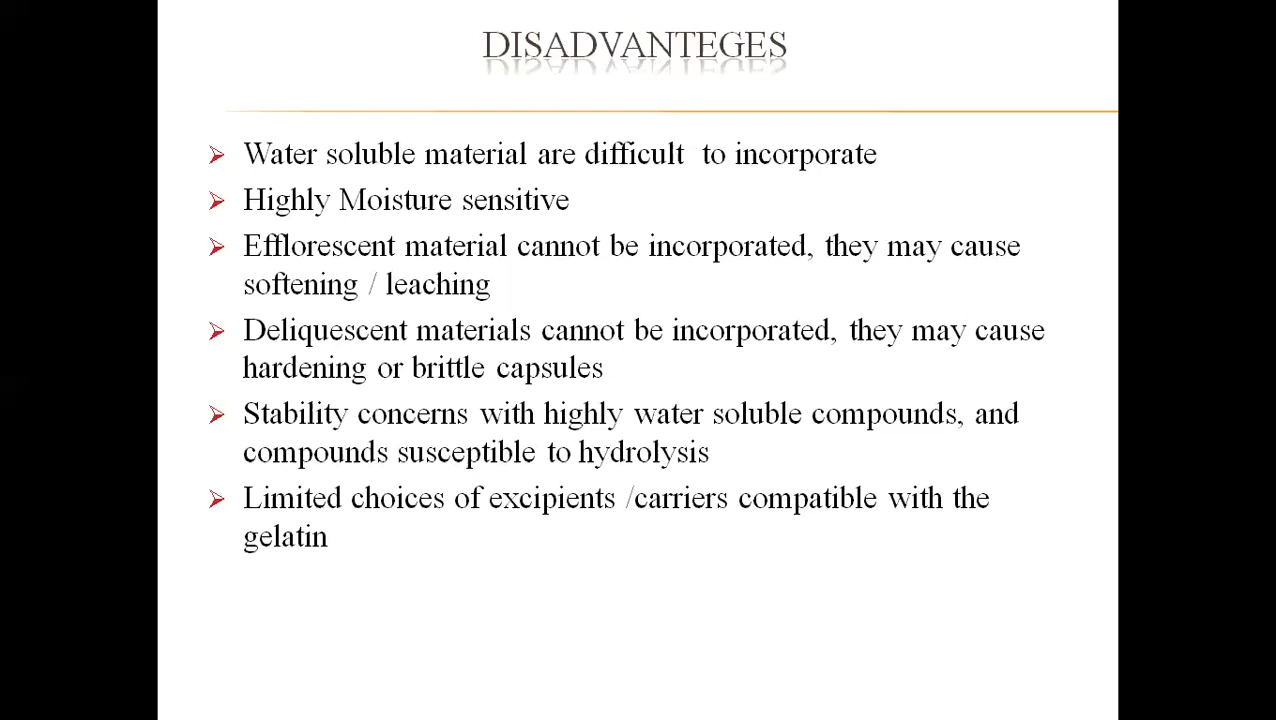 DISADVANTEGES
Water soluble material are difficult to incorporate
Highly Moisture sensitive
Efflorescent material cannot be incorporated, they may cause
softening / leaching
Deliquescent materials cannot be incorporated, they may cause
hardening or brittle capsules
Stability concerns with highly water soluble compounds, and
compounds susceptible to hydrolysis
Limited choices of excipients /carriers compatible with the
gelatin